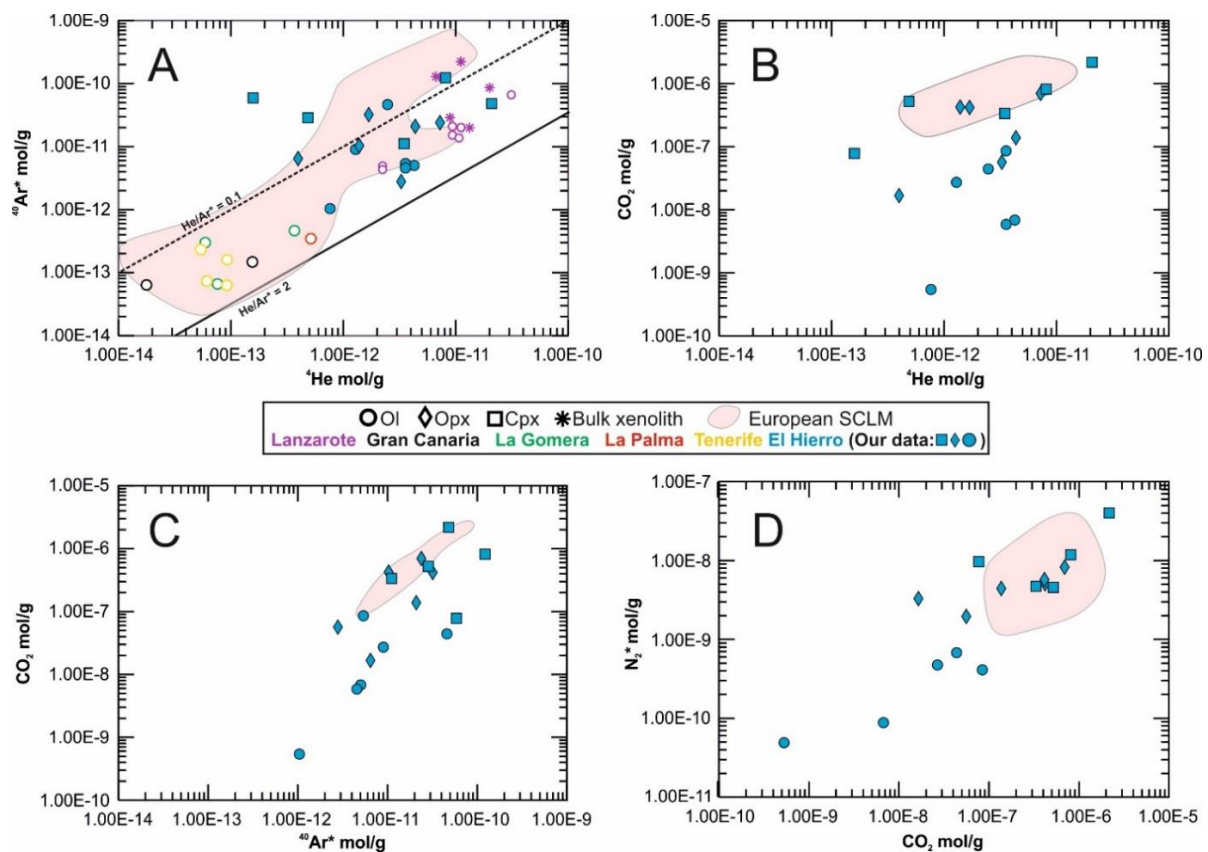 A
1.00E-9
1.00E-10
1.00E-11
1.00E-12
1.00E-13
1.00E-14
⁴⁰Ar* mol/g
He/Ar* = 0.1
He/Ar* = 2
1.00E-14 1.00E-13 1.00E-12 1.00E-11 1.00E-10
⁴He mol/g
B
1.00E-5
1.00E-6
1.00E-7
1.00E-8
1.00E-9
1.00E-10
CO₂ mol/g
1.00E-14 1.00E-13 1.00E-12 1.00E-11 1.00E-10
⁴He mol/g
Ol Opx Cpx Bulk xenolith European SCLM
Lanzarote Gran Canaria La Gomera La Palma Tenerife El Hierro (Our data: )
C
1.00E-5
1.00E-6
1.00E-7
1.00E-8
1.00E-9
1.00E-10
CO₂ mol/g
1.00E-14 1.00E-13 1.00E-12 1.00E-11 1.00E-10 1.00E-9
⁴⁰Ar* mol/g
D
1.00E-7
1.00E-8
1.00E-9
1.00E-10
1.00E-11
N₂* mol/g
1.00E-10 1.00E-9 1.00E-8 1.00E-7 1.00E-6 1.00E-5
CO₂ mol/g